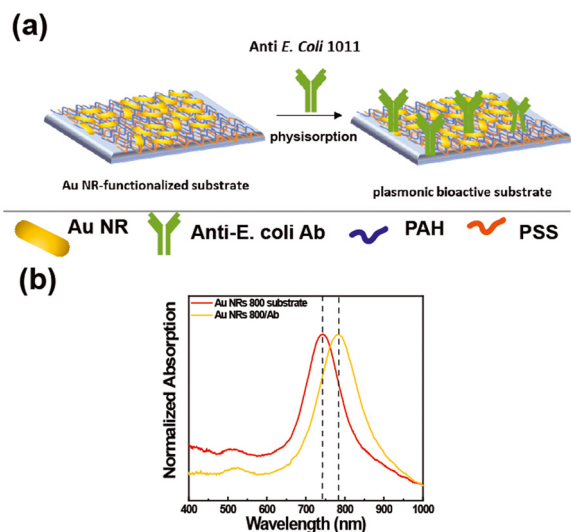 (a)
Anti E. Coli 1011
physisorption
Au NR-functionalized substrate
plasmonic bioactive substrate
Au NR
Anti-E. coli Ab
PAH
PSS
(b)
Au NRs 800 substrate
Au NRs 800/Ab
Normalized Absorption
400 500 600 700 800 900 1000
Wavelength (nm)